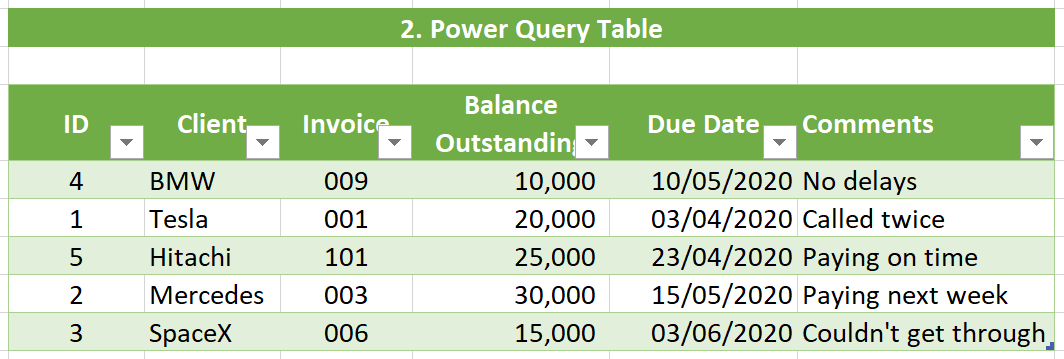 2. Power Query Table
ID Client Invoice Balance Outstanding Due Date Comments
4 BMW 009 10,000 10/05/2020 No delays
1 Tesla 001 20,000 03/04/2020 Called twice
5 Hitachi 101 25,000 23/04/2020 Paying on time
2 Mercedes 003 30,000 15/05/2020 Paying next week
3 SpaceX 006 15,000 03/06/2020 Couldn't get through